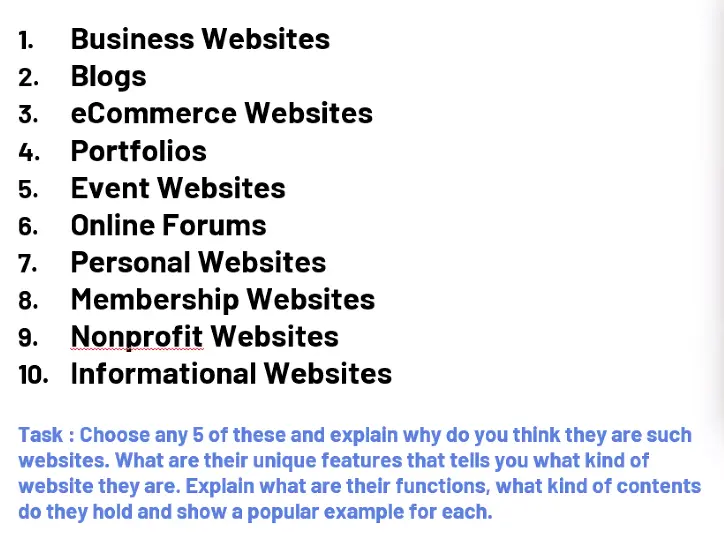 1. Business Websites
2. Blogs
3. eCommerce Websites
4. Portfolios
5. Event Websites
6. Online Forums
7. Personal Websites
8. Membership Websites
9. Nonprofit Websites
10. Informational Websites
Task : Choose any 5 of these and explain why do you think they are such
websites. What are their unique features that tells you what kind of
website they are. Explain what are their functions, what kind of contents
do they hold and show a popular example for each.